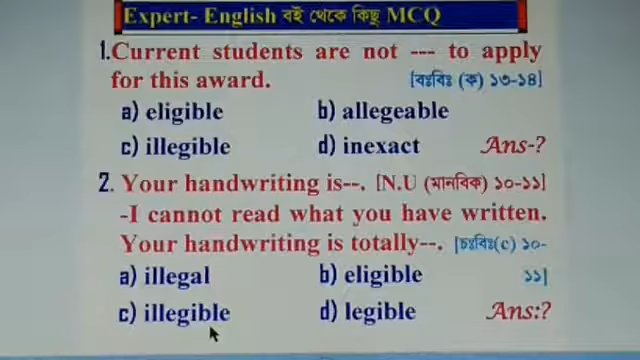 Expert- English বই থেকে কিছু MCQ
1.Current students are not --- to apply
for this award. [বঃবিঃ (ক) ১৩-১৪]
a) eligible b) allegeable
c) illegible d) inexact Ans-?
2. Your handwriting is--. [N.U (মানবিক) ১০-১১]
-I cannot read what you have written.
Your handwriting is totally--. [চঃবিঃ(c) ১০-
a) illegal b) eligible ১১]
c) illegible d) legible Ans:?